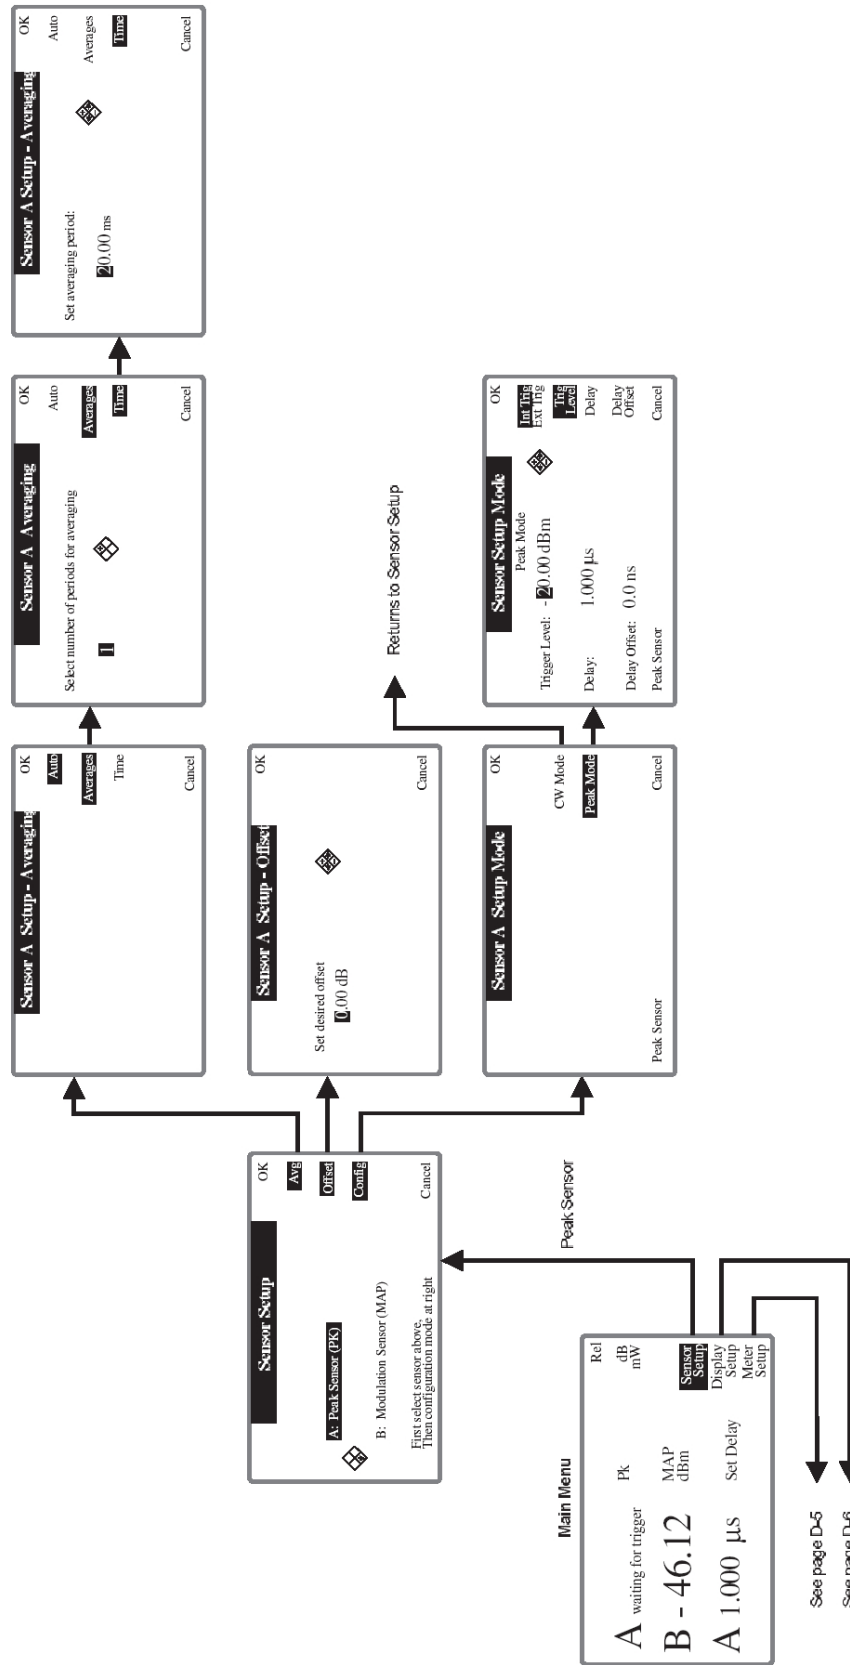 Main Menu
A waiting for trigger
Pk
B - 46.12
MAP
dBm
A 1.000 µs
Set Delay
Rel
dB
mW
Sensor
Setup
Display
Setup
Meter
Setup
See page D-5
See page D-6
Peak Sensor
Sensor Setup
A: Peak Sensor (PK)
B: Modulation Sensor (MAP)
First select sensor above,
Then configuration mode at right
OK
Avg
Offset
Config
Cancel
Sensor A Setup - Averaging
OK
Auto
Averages
Time
Cancel
Sensor A Averaging
Select number of periods for averaging
1
OK
Auto
Averages
Time
Cancel
Sensor A Setup - Averaging
Set averaging period:
20.00 ms
OK
Auto
Averages
Time
Cancel
Sensor A Setup - Offset
Set desired offset
0.00 dB
OK
Cancel
Sensor A Setup Mode
Peak Sensor
OK
CW Mode
Peak Mode
Cancel
Returns to Sensor Setup
Sensor Setup Mode
Peak Mode
Trigger Level: - 20.00 dBm
Delay: 1.000 µs
Delay Offset: 0.0 ns
Peak Sensor
OK
Int Trig
Ext Trig
Trig
Level
Delay
Delay
Offset
Cancel